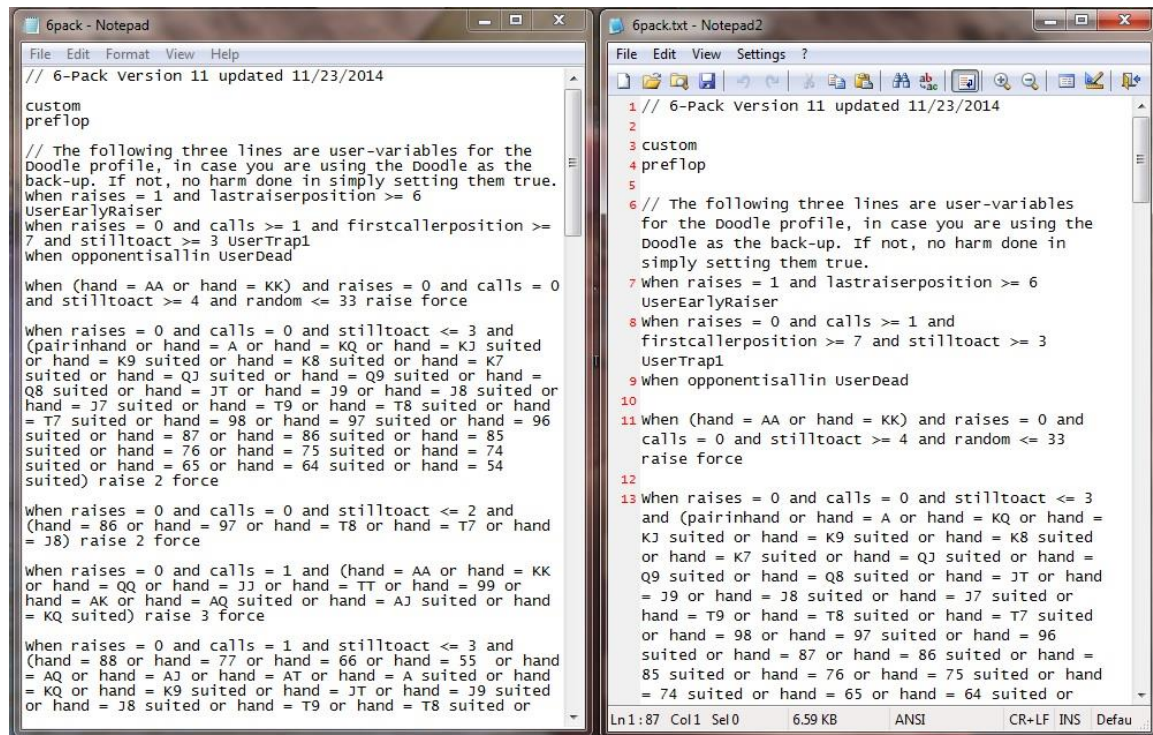 6pack - Notepad
File Edit Format View Help
// 6-Pack Version 11 updated 11/23/2014
custom
preflop
// The following three lines are user-variables for the
Doodle profile, in case you are using the Doodle as the
back-up. If not, no harm done in simply setting them true.
When raises = 1 and lastraiserposition >= 6
UserEarlyRaiser
When raises = 0 and calls >= 1 and firstcallerposition >=
7 and stilltoact >= 3 UserTrap1
When opponentisallin UserDead
When (hand = AA or hand = KK) and raises = 0 and calls = 0
and stilltoact >= 4 and random <= 33 raise force
When raises = 0 and calls = 0 and stilltoact <= 3 and
(pairinhand or hand = A or hand = KQ or hand = KJ suited
or hand = K9 suited or hand = K8 suited or hand = K7
suited or hand = QJ suited or hand = Q9 suited or hand =
Q8 suited or hand = JT or hand = J9 or hand = J8 suited or
hand = J7 suited or hand = T9 or hand = T8 suited or hand
= T7 suited or hand = 98 or hand = 97 suited or hand = 96
suited or hand = 87 or hand = 86 suited or hand = 85
suited or hand = 76 or hand = 75 suited or hand = 74
suited or hand = 65 or hand = 64 suited or hand = 54
suited) raise 2 force
When raises = 0 and calls = 0 and stilltoact <= 2 and
(hand = 86 or hand = 97 or hand = T8 or hand = T7 or hand
= J8) raise 2 force
When raises = 0 and calls = 1 and (hand = AA or hand = KK
or hand = QQ or hand = JJ or hand = TT or hand = 99 or
hand = AK or hand = AQ suited or hand = AJ suited or hand
= KQ suited) raise 3 force
When raises = 0 and calls = 1 and stilltoact <= 3 and
(hand = 88 or hand = 77 or hand = 66 or hand = 55 or hand
= AQ or hand = AJ or hand = AT or hand = A suited or hand
= KQ or hand = K9 suited or hand = JT or hand = J9 suited
or hand = J8 suited or hand = T9 or hand = T8 suited or
6pack.txt - Notepad2
File Edit View Settings ?
1 // 6-Pack Version 11 updated 11/23/2014
2
3 custom
4 preflop
5
6 // The following three lines are user-variables
for the Doodle profile, in case you are using the
Doodle as the back-up. If not, no harm done in
simply setting them true.
7 When raises = 1 and lastraiserposition >= 6
UserEarlyRaiser
8 When raises = 0 and calls >= 1 and
firstcallerposition >= 7 and stilltoact >= 3
UserTrap1
9 When opponentisallin UserDead
10
11 When (hand = AA or hand = KK) and raises = 0 and
calls = 0 and stilltoact >= 4 and random <= 33
raise force
12
13 When raises = 0 and calls = 0 and stilltoact <= 3
and (pairinhand or hand = A or hand = KQ or hand =
KJ suited or hand = K9 suited or hand = K8 suited
or hand = K7 suited or hand = QJ suited or hand =
Q9 suited or hand = Q8 suited or hand = JT or hand
= J9 or hand = J8 suited or hand = J7 suited or
hand = T9 or hand = T8 suited or hand = T7 suited
or hand = 98 or hand = 97 suited or hand = 96
suited or hand = 87 or hand = 86 suited or hand =
85 suited or hand = 76 or hand = 75 suited or hand
= 74 suited or hand = 65 or hand = 64 suited or
Ln 1 : 87 Col 1 Sel 0 6.59 KB ANSI CR+LF INS Defau